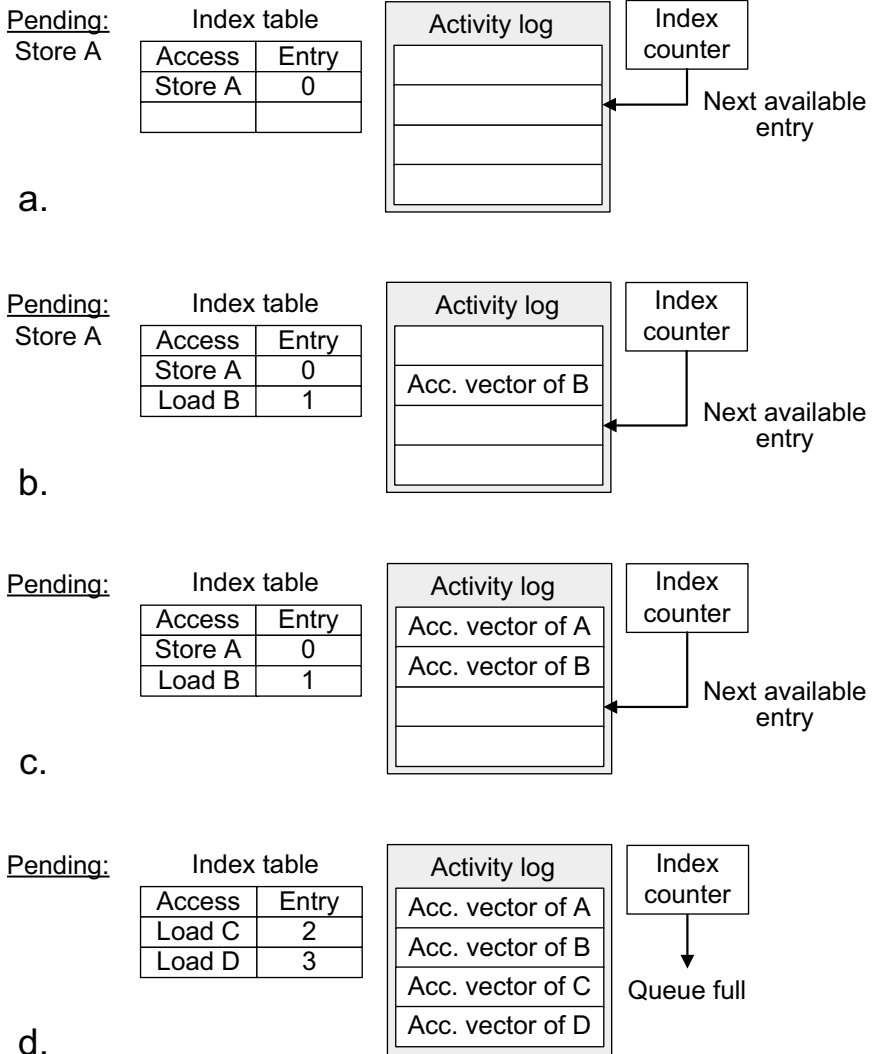 Pending:
Store A
Index table
Access Entry
Store A 0
Activity log
Index
counter
Next available
entry
a.
Pending:
Store A
Index table
Access Entry
Store A 0
Load B 1
Activity log
Acc. vector of B
Index
counter
Next available
entry
b.
Pending:
Index table
Access Entry
Store A 0
Load B 1
Activity log
Acc. vector of A
Acc. vector of B
Index
counter
Next available
entry
c.
Pending:
Index table
Access Entry
Load C 2
Load D 3
Activity log
Acc. vector of A
Acc. vector of B
Acc. vector of C
Acc. vector of D
Index
counter
Queue full
d.